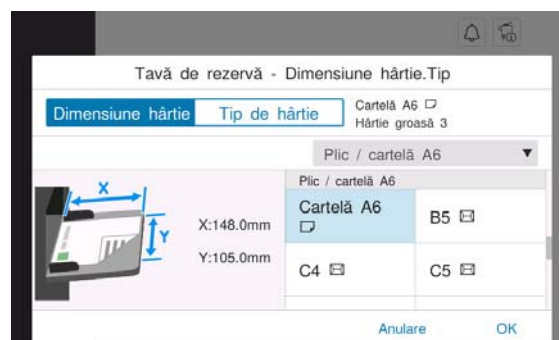 Tavă de rezervă - Dimensiune hârtie.Tip
Dimensiune hârtie
Tip de hârtie
Cartelă A6
Hârtie groasă 3
Plic / cartelă A6
X
Y
X:148.0mm
Y:105.0mm
Plic / cartelă A6
Cartelă A6
B5
C4
C5
Anulare
OK